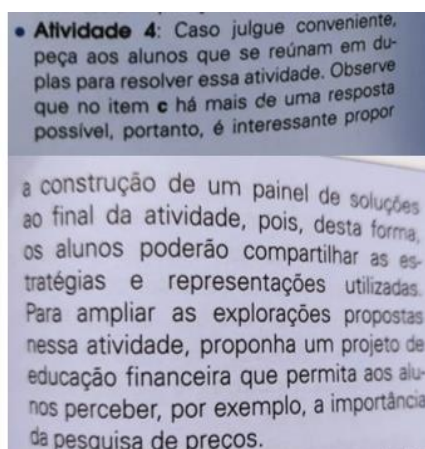 • Atividade 4: Caso julgue conveniente,
peça aos alunos que se reúnam em du-
plas para resolver essa atividade. Observe
que no item c há mais de uma resposta
possível, portanto, é interessante propor
a construção de um painel de soluções
ao final da atividade, pois, desta forma,
os alunos poderão compartilhar as es-
tratégias e representações utilizadas.
Para ampliar as explorações propostas
nessa atividade, proponha um projeto de
educação financeira que permita aos alu-
nos perceber, por exemplo, a importância
da pesquisa de preços.